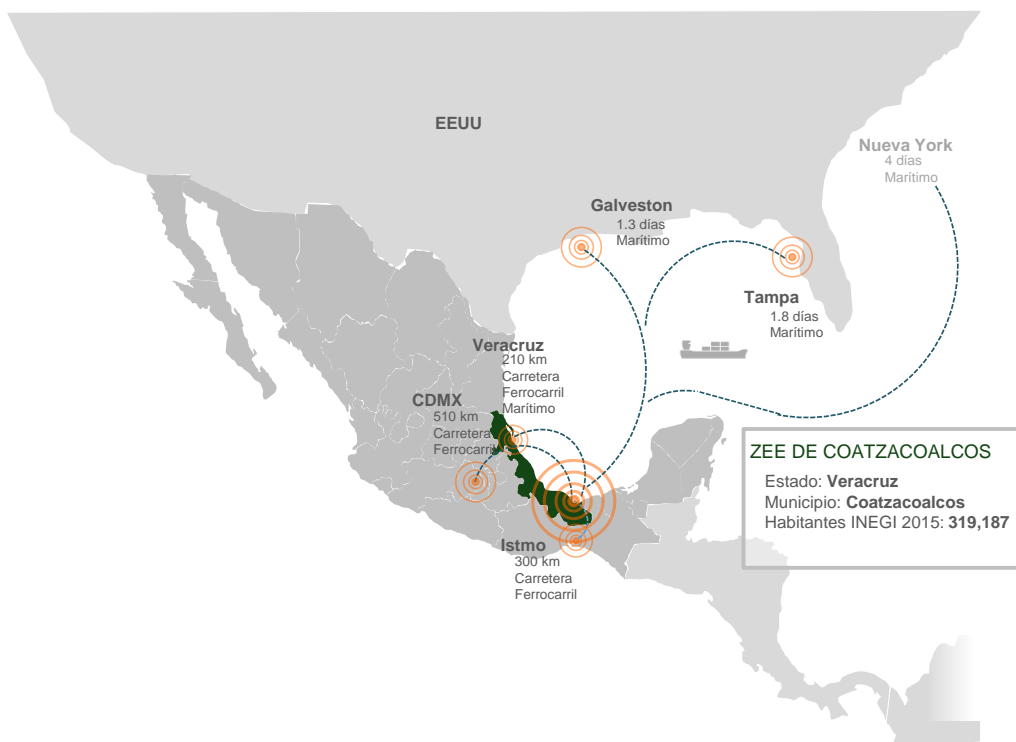 EEUU
Nueva York
4 días
Marítimo
Galveston
1.3 días
Marítimo
Tampa
1.8 días
Marítimo
Veracruz
210 km
Carretera
Ferrocarril
Marítimo
CDMX
510 km
Carretera
Ferrocarril
ZEE DE COATZACOALCOS
Estado: Veracruz
Municipio: Coatzacoalcos
Habitantes INEGI 2015: 319,187
Istmo
300 km
Carretera
Ferrocarril